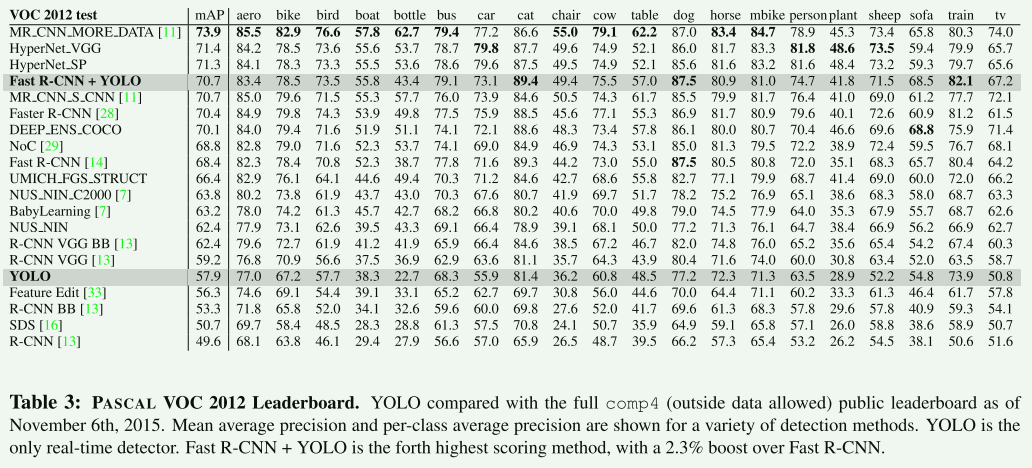 VOC 2012 test mAP aero bike bird boat bottle bus car cat chair cow table dog horse mbike person plant sheep sofa train tv
MR_CNN_MORE_DATA [11] 73.9 85.5 82.9 76.6 57.8 62.7 79.4 77.2 86.6 55.0 79.1 62.2 87.0 83.4 84.7 78.9 45.3 73.4 65.8 80.3 74.0
HyperNet_VGG 71.4 84.2 78.5 73.6 55.6 53.7 78.7 79.8 87.7 49.6 74.9 52.1 86.0 81.7 83.3 81.8 48.6 73.5 59.4 79.9 65.7
HyperNet_SP 71.3 84.1 78.3 73.3 55.5 53.6 78.6 79.6 87.5 49.5 74.9 52.1 85.6 81.6 83.2 81.6 48.4 73.2 59.3 79.7 65.6
Fast R-CNN + YOLO 70.7 83.4 78.5 73.5 55.8 43.4 79.1 73.1 89.4 49.4 75.5 57.0 87.5 80.9 81.0 74.7 41.8 71.5 68.5 82.1 67.2
MR_CNN_S_CNN [11] 70.7 85.0 79.6 71.5 55.3 57.7 76.0 73.9 84.6 50.5 74.3 61.7 85.5 79.9 81.7 76.4 41.0 69.0 61.2 77.7 72.1
Faster R-CNN [28] 70.4 84.9 79.8 74.3 53.9 49.8 77.5 75.9 88.5 45.6 77.1 55.3 86.9 81.7 80.9 79.6 40.1 72.6 60.9 81.2 61.5
DEEP_ENS_COCO 70.1 84.0 79.4 71.6 51.9 51.1 74.1 72.1 88.6 48.3 73.4 57.8 86.1 80.0 80.7 70.4 46.6 69.6 68.8 75.9 71.4
NoC [29] 68.8 82.8 79.0 71.6 52.3 53.7 74.1 69.0 84.9 46.9 74.3 53.1 85.0 81.3 79.5 72.2 38.9 72.4 59.5 76.7 68.1
Fast R-CNN [14] 68.4 82.3 78.4 70.8 52.3 38.7 77.8 71.6 89.3 44.2 73.0 55.0 87.5 80.5 80.8 72.0 35.1 68.3 65.7 80.4 64.2
UMICH_FGS_STRUCT 66.4 82.9 76.1 64.1 44.6 49.4 70.3 71.2 84.6 42.7 68.6 55.8 82.7 77.1 79.9 68.7 41.4 69.0 60.0 72.0 66.2
NUS_NIN_C2000 [7] 63.8 80.2 73.8 61.9 43.7 43.0 70.3 67.6 80.7 41.9 69.7 51.7 78.2 75.2 76.9 65.1 38.6 68.3 58.0 68.7 63.3
BabyLearning [7] 63.2 78.0 74.2 61.3 45.7 42.7 68.2 66.8 80.2 40.6 70.0 49.8 79.0 74.5 77.9 64.0 35.3 67.9 55.7 68.7 62.6
NUS_NIN 62.4 77.9 73.1 62.6 39.5 43.3 69.1 66.4 78.9 39.1 68.1 50.0 77.2 71.3 76.1 64.7 38.4 66.9 56.2 66.9 62.7
R-CNN VGG BB [13] 62.4 79.6 72.7 61.9 41.2 41.9 65.9 66.4 84.6 38.5 67.2 46.7 82.0 74.8 76.0 65.2 35.6 65.4 54.2 67.4 60.3
R-CNN VGG [13] 59.2 76.8 70.9 56.6 37.5 36.9 62.9 63.6 81.1 35.7 64.3 43.9 80.4 71.6 74.0 60.0 30.8 63.4 52.0 63.5 58.7
YOLO 57.9 77.0 67.2 57.7 38.3 22.7 68.3 55.9 81.4 36.2 60.8 48.5 77.2 72.3 71.3 63.5 28.9 52.2 54.8 73.9 50.8
Feature Edit [33] 56.3 74.6 69.1 54.4 39.1 33.1 65.2 62.7 69.7 30.8 56.0 44.6 70.0 64.4 71.1 60.2 33.3 61.3 46.4 61.7 57.8
R-CNN BB [13] 53.3 71.8 65.8 52.0 34.1 32.6 59.6 60.0 69.8 27.6 52.0 41.7 69.6 61.3 68.3 57.8 29.6 57.8 40.9 59.3 54.1
SDS [16] 50.7 69.7 58.4 48.5 28.3 28.8 61.3 57.5 70.8 24.1 50.7 35.9 64.9 59.1 65.8 57.1 26.0 58.8 38.6 58.9 50.7
R-CNN [13] 49.6 68.1 63.8 46.1 29.4 27.9 56.6 57.0 65.9 26.5 48.7 39.5 66.2 57.3 65.4 53.2 26.2 54.5 38.1 50.6 51.6
Table 3: PASCAL VOC 2012 Leaderboard. YOLO compared with the full comp4 (outside data allowed) public leaderboard as of
November 6th, 2015. Mean average precision and per-class average precision are shown for a variety of detection methods. YOLO is the
only real-time detector. Fast R-CNN + YOLO is the forth highest scoring method, with a 2.3% boost over Fast R-CNN.